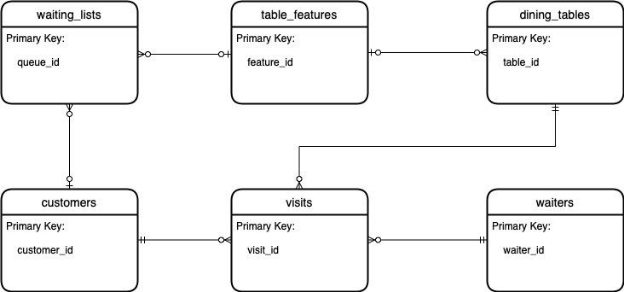 waiting_lists
Primary Key:
queue_id
table_features
Primary Key:
feature_id
dining_tables
Primary Key:
table_id
customers
Primary Key:
customer_id
visits
Primary Key:
visit_id
waiters
Primary Key:
waiter_id